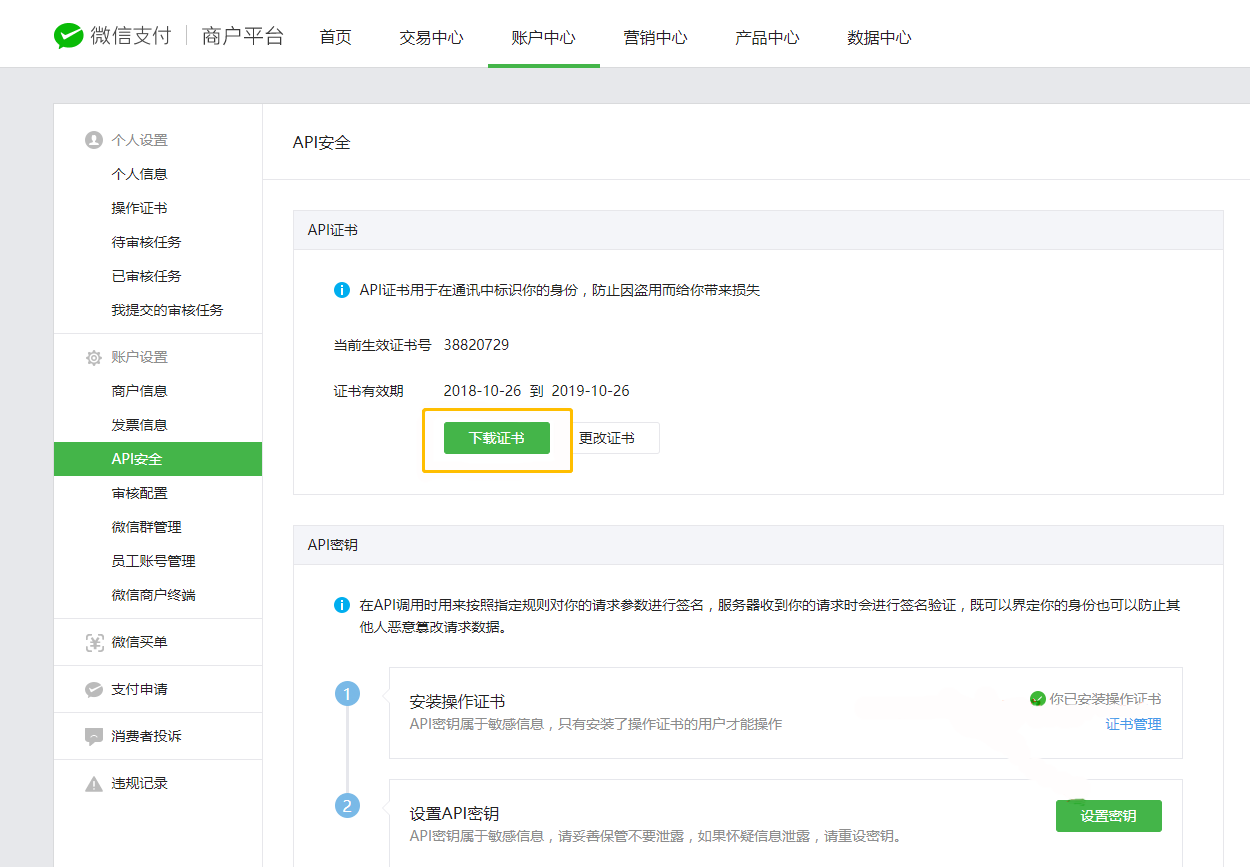 微信支付 商户平台 首页 交易中心 账户中心 营销中心 产品中心 数据中心
个人设置
个人信息
操作证书
待审核任务
已审核任务
我提交的审核任务
账户设置
商户信息
发票信息
API安全
审核配置
微信群管理
员工账号管理
微信商户终端
微信买单
支付申请
消费者投诉
违规记录
API安全
API证书
API证书用于在通讯中标识你的身份，防止因盗用而给你带来损失
当前生效证书号 38820729
证书有效期 2018-10-26 到 2019-10-26
下载证书 更改证书
API密钥
在API调用时用来按照指定规则对你的请求参数进行签名，服务器收到你的请求时会进行签名验证，既可以界定你的身份也可以防止其
他人恶意篡改请求数据。
1 安装操作证书 你已安装操作证书
API密钥属于敏感信息，只有安装了操作证书的用户才能操作 证书管理
2 设置API密钥 设置密钥
API密钥属于敏感信息，请妥善保管不要泄露，如果怀疑信息泄露，请重设密钥。